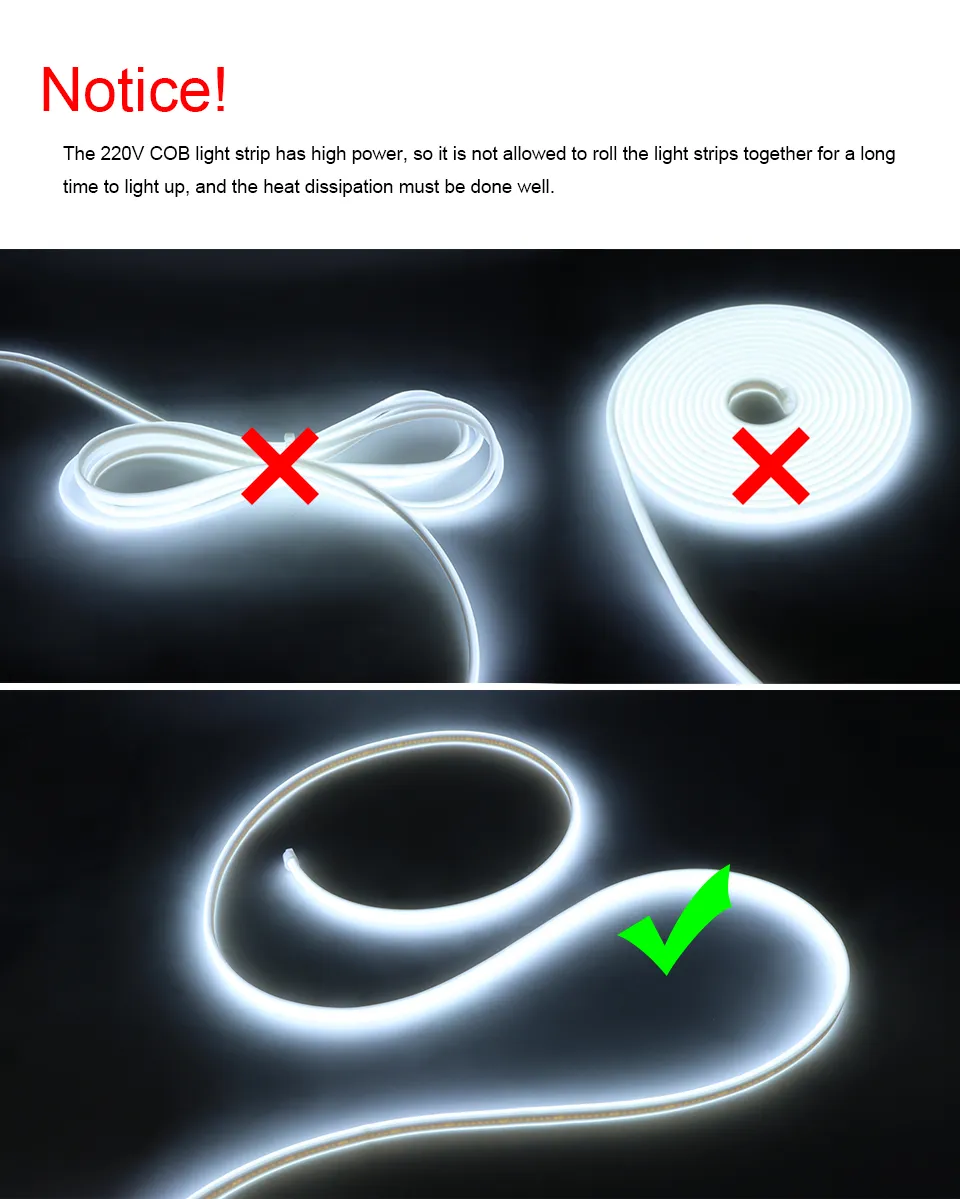 Notice!
The 220V COB light strip has high power, so it is not allowed to roll the light strips together for a long
time to light up, and the heat dissipation must be done well.